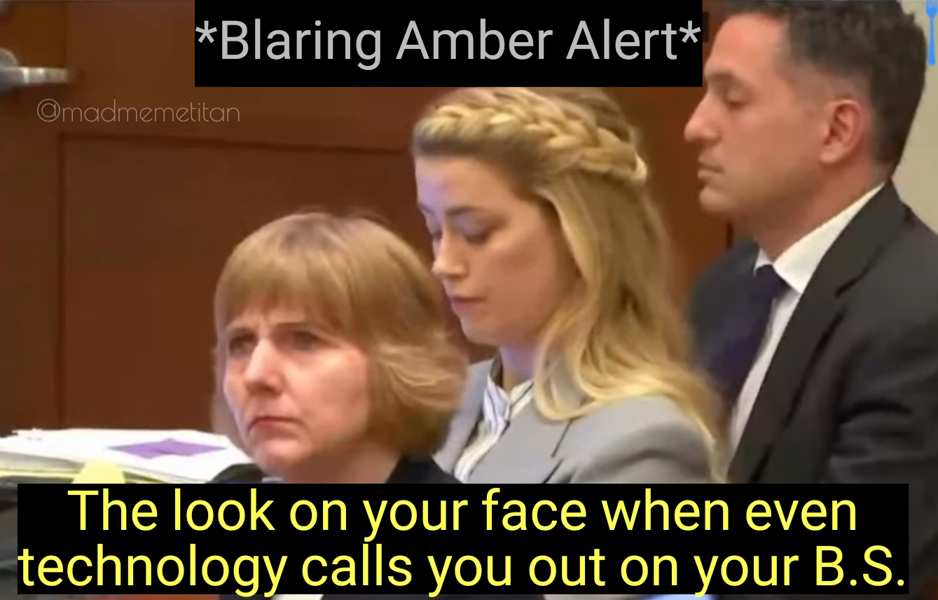 *Blaring Amber Alert*
©madmemetitan
The look on your face when even
technology calls you out on your B.S.